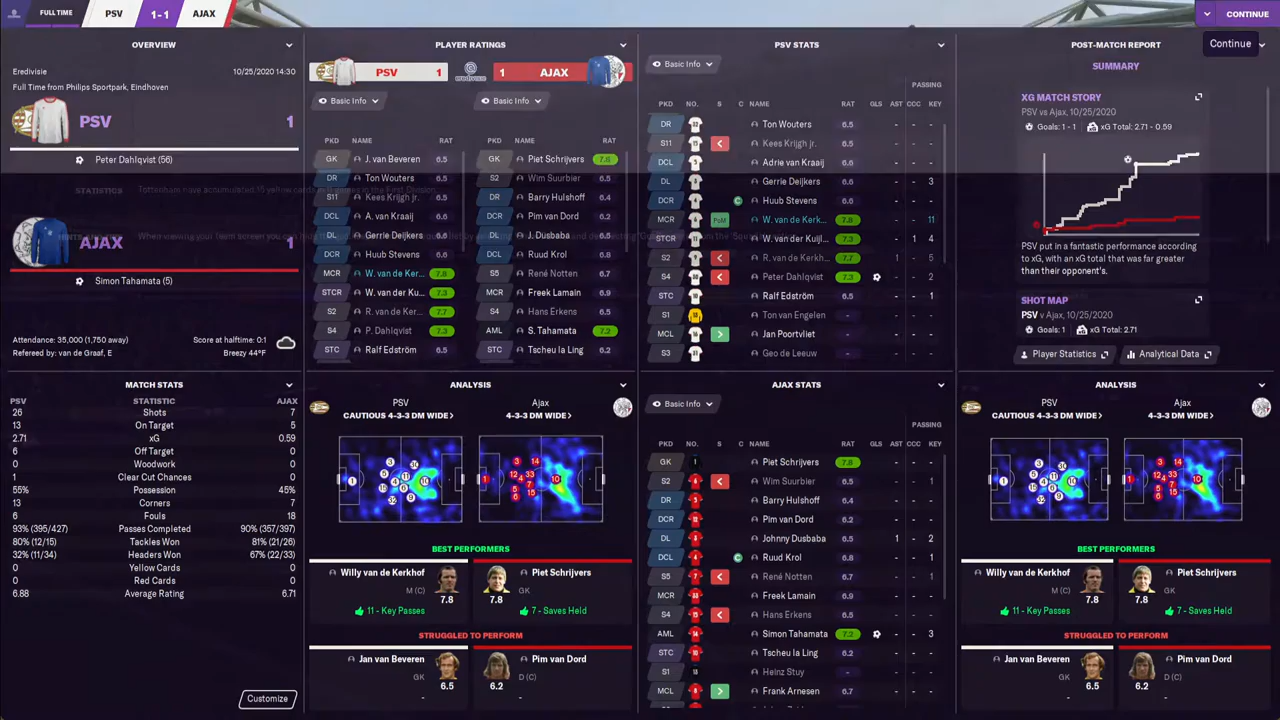 FULL TIME PSV 1 - 1 AJAX CONTINUE
Continue
OVERVIEW
Eredivisie 10/25/2020 14:30
Full Time from Philips Sportpark, Eindhoven
PSV 1
Peter Dahlqvist (56)
STATISTICS
AJAX 1
Simon Tahamata (5)
Attendance: 35,000 (1,750 away) Score at halftime: 0:1
Refereed by: van de Graaf, E Breezy 44°F
MATCH STATS
PSV STATISTIC AJAX
26 Shots 7
13 On Target 5
2.71 xG 0.59
6 Off Target 2
0 Woodwork 0
1 Clear Cut Chances 0
55% Possession 45%
13 Corners 7
6 Fouls 18
93% (395/427) Passes Completed 90% (357/397)
80% (12/15) Tackles Won 81% (21/26)
32% (11/34) Headers Won 67% (22/33)
0 Yellow Cards 0
0 Red Cards 0
6.88 Average Rating 6.71
Customize
PLAYER RATINGS
PSV 1 1 AJAX
Basic Info Basic Info
PKD NAME RAT PKD NAME RAT
GK J. van Beveren 6.5 GK Piet Schrijvers 7.8
DR Ton Wouters 6.5 S2 Wim Suurbier 6.5
S11 Kees Krijgh jr. 6.5 DR Barry Hulshoff 6.4
DCL A. van Kraaij 6.6 DCR Pim van Dord 6.2
DL Gerrie Deijkers 6.6 DL J. Dusbaba 6.5
DCR Huub Stevens 6.6 DCL Ruud Krol 6.8
MCR W. van de Ker... 7.8 S5 René Notten 6.7
STCR W. van der Ku... 7.3 MCR Freek Lamain 6.9
S2 R. van de Ker... 7.7 S4 Hans Erkens 6.5
S4 P. Dahlqvist 7.3 AML S. Tahamata 7.2
STC Ralf Edström 6.5 STC Tscheu la Ling 6.2
ANALYSIS
PSV Ajax
CAUTIOUS 4-3-3 DM WIDE> 4-3-3 DM WIDE>
BEST PERFORMERS
Willy van de Kerkhof Piet Schrijvers
M (C) GK
7.8 7.8
11 - Key Passes 7 - Saves Held
STRUGGLED TO PERFORM
Jan van Beveren Pim van Dord
GK D (C)
6.5 6.2
- -
PSV STATS
Basic Info
PASSING
PKD NO. S C NAME RAT GLS AST CCC KEY
DR Ton Wouters 6.5 - - -
S11 Kees Krijgh jr. 6.5 - - -
DCL Adrie van Kraaij 6.6 - - -
DL Gerrie Deijkers 6.6 - - 3
DCR C Huub Stevens 6.6 - - -
MCR PoM W. van de Kerk... 7.8 - - 11
STCR W. van der Kuijl... 7.3 - 1 4
S2 R. van de Kerkh... 7.7 1 - 5
S4 Peter Dahlqvist 7.3 - - 2
STC Ralf Edström 6.5 - - 1
S1 Ton van Engelen - - - -
MCL Jan Poortvliet - - - -
S3 Geo de Leeuw - - - -
AJAX STATS
Basic Info
PASSING
PKD NO. S C NAME RAT GLS AST CCC KEY
GK 1 Piet Schrijvers 7.8 - - -
S2 Wim Suurbier 6.5 - - 1
DR Barry Hulshoff 6.4 - - -
DCR Pim van Dord 6.2 - - -
DL Johnny Dusbaba 6.5 1 - 2
DCL C Ruud Krol 6.8 - - 1
S5 René Notten 6.7 - - 1
MCR Freek Lamain 6.9 - - -
S4 Hans Erkens 6.5 - - -
AML Simon Tahamata 7.2 - - 3
STC Tscheu la Ling 6.2 - - -
S1 Heinz Stuy - - - -
MCL Frank Arnesen 6.7 - - -
POST-MATCH REPORT
SUMMARY
XG MATCH STORY
PSV vs Ajax, 10/25/2020
Goals: 1 - 1 xG Total: 2.71 - 0.59
PSV put in a fantastic performance according
to xG, with an xG total that was far greater
than their opponent's.
SHOT MAP
PSV v Ajax, 10/25/2020
Goals: 1 xG Total: 2.71
Player Statistics Analytical Data
ANALYSIS
PSV Ajax
CAUTIOUS 4-3-3 DM WIDE> 4-3-3 DM WIDE>
BEST PERFORMERS
Willy van de Kerkhof Piet Schrijvers
M (C) GK
7.8 7.8
11 - Key Passes 7 - Saves Held
STRUGGLED TO PERFORM
Jan van Beveren Pim van Dord
GK D (C)
6.5 6.2
- -